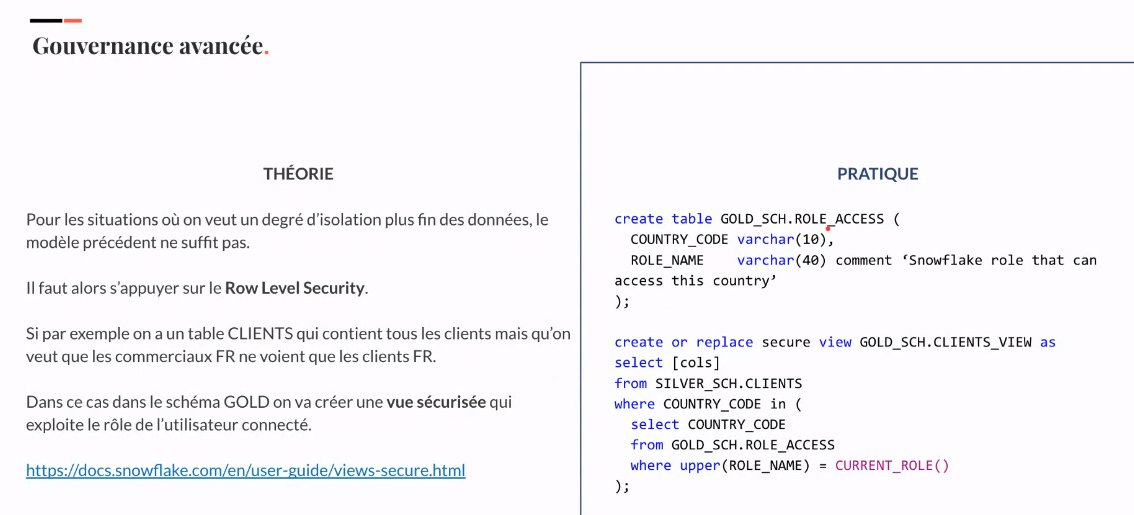 Gouvernance avancée.
THÉORIE
Pour les situations où on veut un degré d’isolation plus fin des données, le
modèle précédent ne suffit pas.
Il faut alors s’appuyer sur le Row Level Security.
Si par exemple on a un table CLIENTS qui contient tous les clients mais qu’on
veut que les commerciaux FR ne voient que les clients FR.
Dans ce cas dans le schéma GOLD on va créer une vue sécurisée qui
exploite le rôle de l’utilisateur connecté.
https://docs.snowflake.com/en/user-guide/views-secure.html
PRATIQUE
create table GOLD_SCH.ROLE_ACCESS (
COUNTRY_CODE varchar(10),
ROLE_NAME varchar(40) comment ‘Snowflake role that can
access this country’
);
create or replace secure view GOLD_SCH.CLIENTS_VIEW as
select [cols]
from SILVER_SCH.CLIENTS
where COUNTRY_CODE in (
select COUNTRY_CODE
from GOLD_SCH.ROLE_ACCESS
where upper(ROLE_NAME) = CURRENT_ROLE()
);